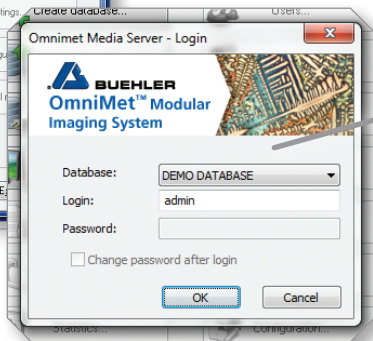 Create database...
Users...
Omnimet Media Server - Login
BUEHLER
OmniMet™ Modular
Imaging System
Database:
DEMO DATABASE
Login:
admin
Password:
Change password after login
OK
Cancel
Statistics...
Configuration...